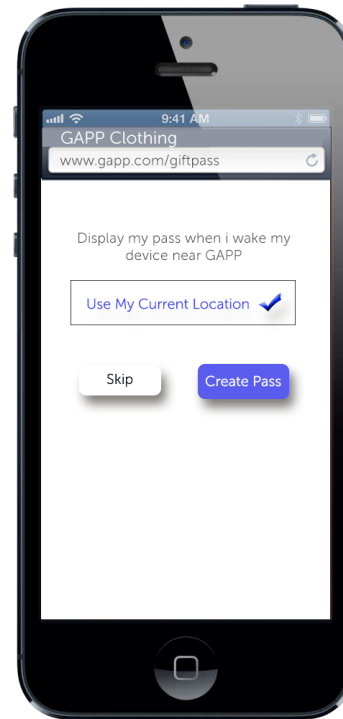 9:41 AM
GAPP Clothing
www.gapp.com/giftpass
Display my pass when i wake my
device near GAPP
Use My Current Location
Skip
Create Pass